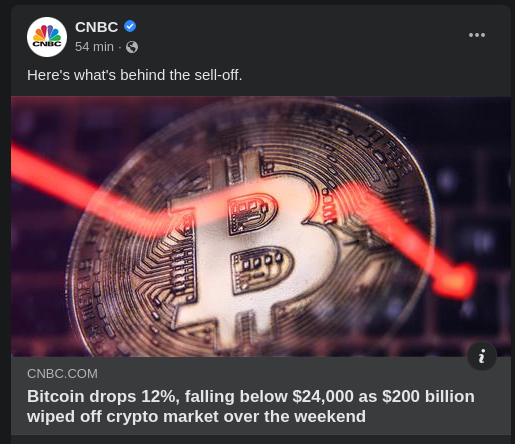 CNBC
CNBC
54 min ·
Here's what's behind the sell-off.
CNBC.COM
Bitcoin drops 12%, falling below $24,000 as $200 billion
wiped off crypto market over the weekend